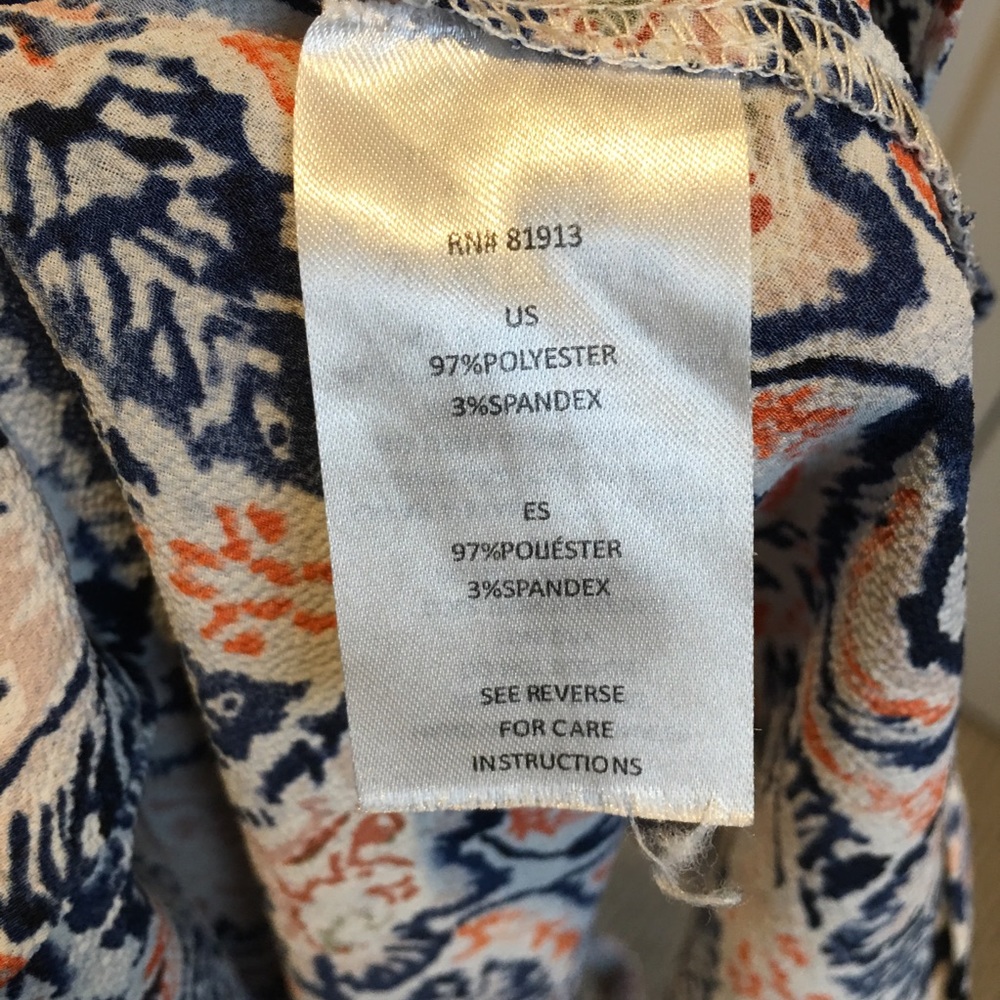 RN# 81913
US
97%POLYESTER
3%SPANDEX
ES
97%POLIÉSTER
3%SPANDEX
SEE REVERSE
FOR CARE
INSTRUCTIONS